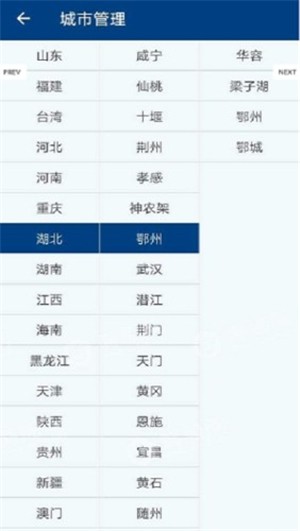 城市管理
山东 咸宁 华容
PREV NEXT
福建 仙桃 梁子湖
台湾 十堰 鄂州
河北 荆州 鄂城
河南 孝感
重庆 神农架
湖北 鄂州
湖南 武汉
江西 潜江
海南 荆门
黑龙江 天门
天津 黄冈
陕西 恩施
贵州 宜昌
新疆 黄石
澳门 随州